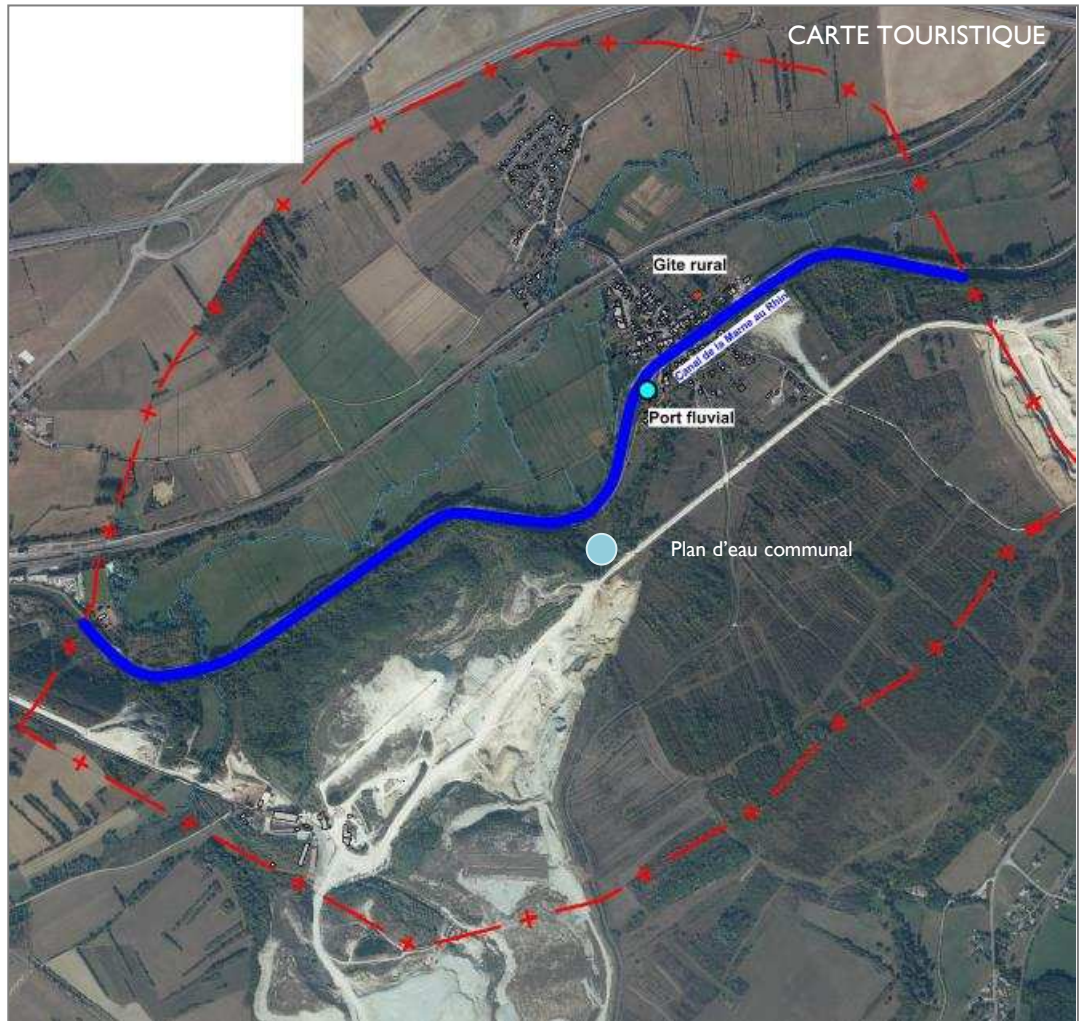 CARTE TOURISTIQUE
Gite rural
Canal de la Marne au Rhin
Port fluvial
Plan d'eau communal